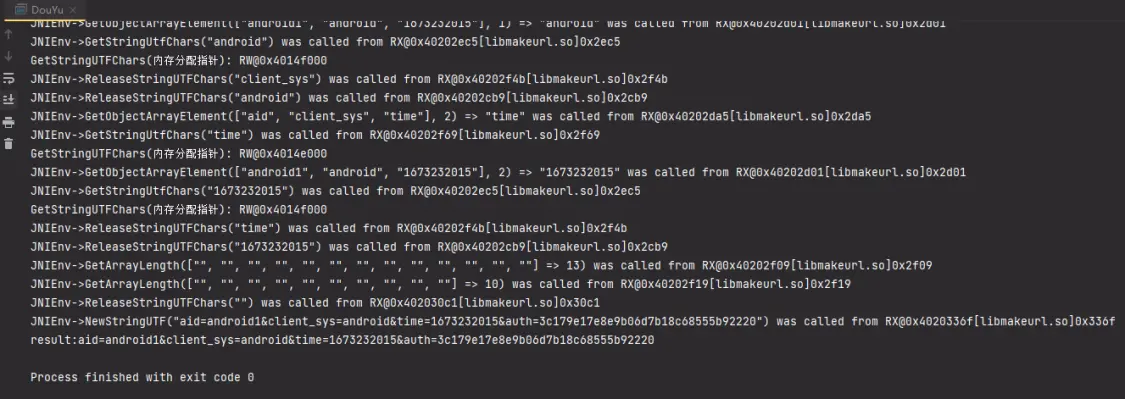 DouYu
JNIEnv->GetObjectArrayElement(["android1", "android", "1673232015"], 1) => "android" was called from RX@0x40202d01[libmakeurl.so]0x2d01
JNIEnv->GetStringUtfChars("android") was called from RX@0x40202ec5[libmakeurl.so]0x2ec5
GetStringUTFChars(内存分配指针): RW@0x4014f000
JNIEnv->ReleaseStringUTFChars("client_sys") was called from RX@0x40202f4b[libmakeurl.so]0x2f4b
JNIEnv->ReleaseStringUTFChars("android") was called from RX@0x40202cb9[libmakeurl.so]0x2cb9
JNIEnv->GetObjectArrayElement(["aid", "client_sys", "time"], 2) => "time" was called from RX@0x40202da5[libmakeurl.so]0x2da5
JNIEnv->GetStringUtfChars("time") was called from RX@0x40202f69[libmakeurl.so]0x2f69
GetStringUTFChars(内存分配指针): RW@0x4014e000
JNIEnv->GetObjectArrayElement(["android1", "android", "1673232015"], 2) => "1673232015" was called from RX@0x40202d01[libmakeurl.so]0x2d01
JNIEnv->GetStringUtfChars("1673232015") was called from RX@0x40202ec5[libmakeurl.so]0x2ec5
GetStringUTFChars(内存分配指针): RW@0x4014f000
JNIEnv->ReleaseStringUTFChars("time") was called from RX@0x40202f4b[libmakeurl.so]0x2f4b
JNIEnv->ReleaseStringUTFChars("1673232015") was called from RX@0x40202cb9[libmakeurl.so]0x2cb9
JNIEnv->GetArrayLength(["", "", "", "", "", "", "", "", "", "", "", "", ""] => 13) was called from RX@0x40202f09[libmakeurl.so]0x2f09
JNIEnv->GetArrayLength(["", "", "", "", "", "", "", "", "", ""] => 10) was called from RX@0x40202f19[libmakeurl.so]0x2f19
JNIEnv->ReleaseStringUTFChars("") was called from RX@0x402030c1[libmakeurl.so]0x30c1
JNIEnv->NewStringUTF("aid=android1&client_sys=android&time=1673232015&auth=3c179e17e8e9b06d7b18c68555b92220") was called from RX@0x4020336f[libmakeurl.so]0x336f
result:aid=android1&client_sys=android&time=1673232015&auth=3c179e17e8e9b06d7b18c68555b92220
Process finished with exit code 0